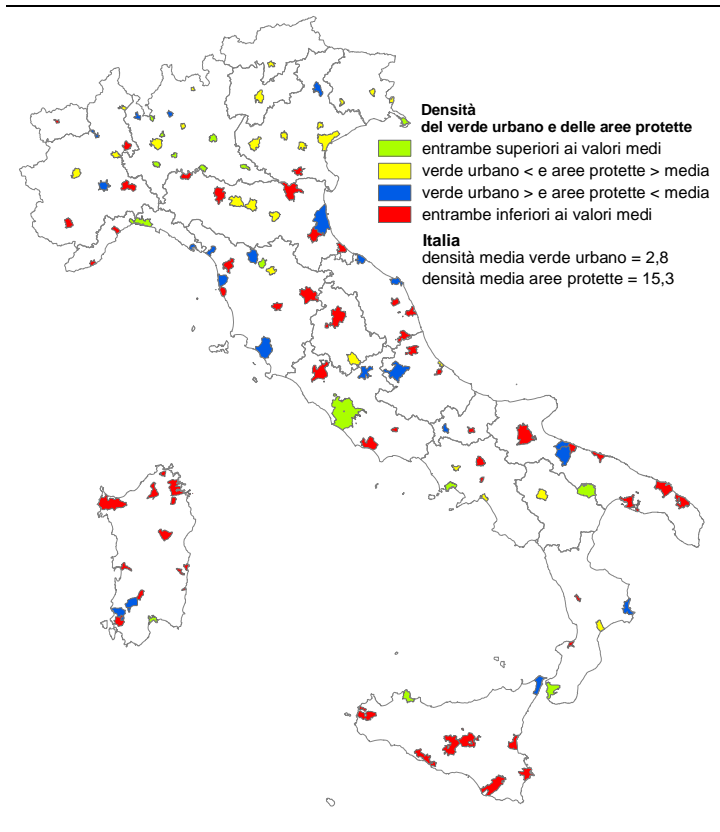 Densità
del verde urbano e delle aree protette
entrambe superiori ai valori medi
verde urbano < e aree protette > media
verde urbano > e aree protette < media
entrambe inferiori ai valori medi
Italia
densità media verde urbano = 2,8
densità media aree protette = 15,3